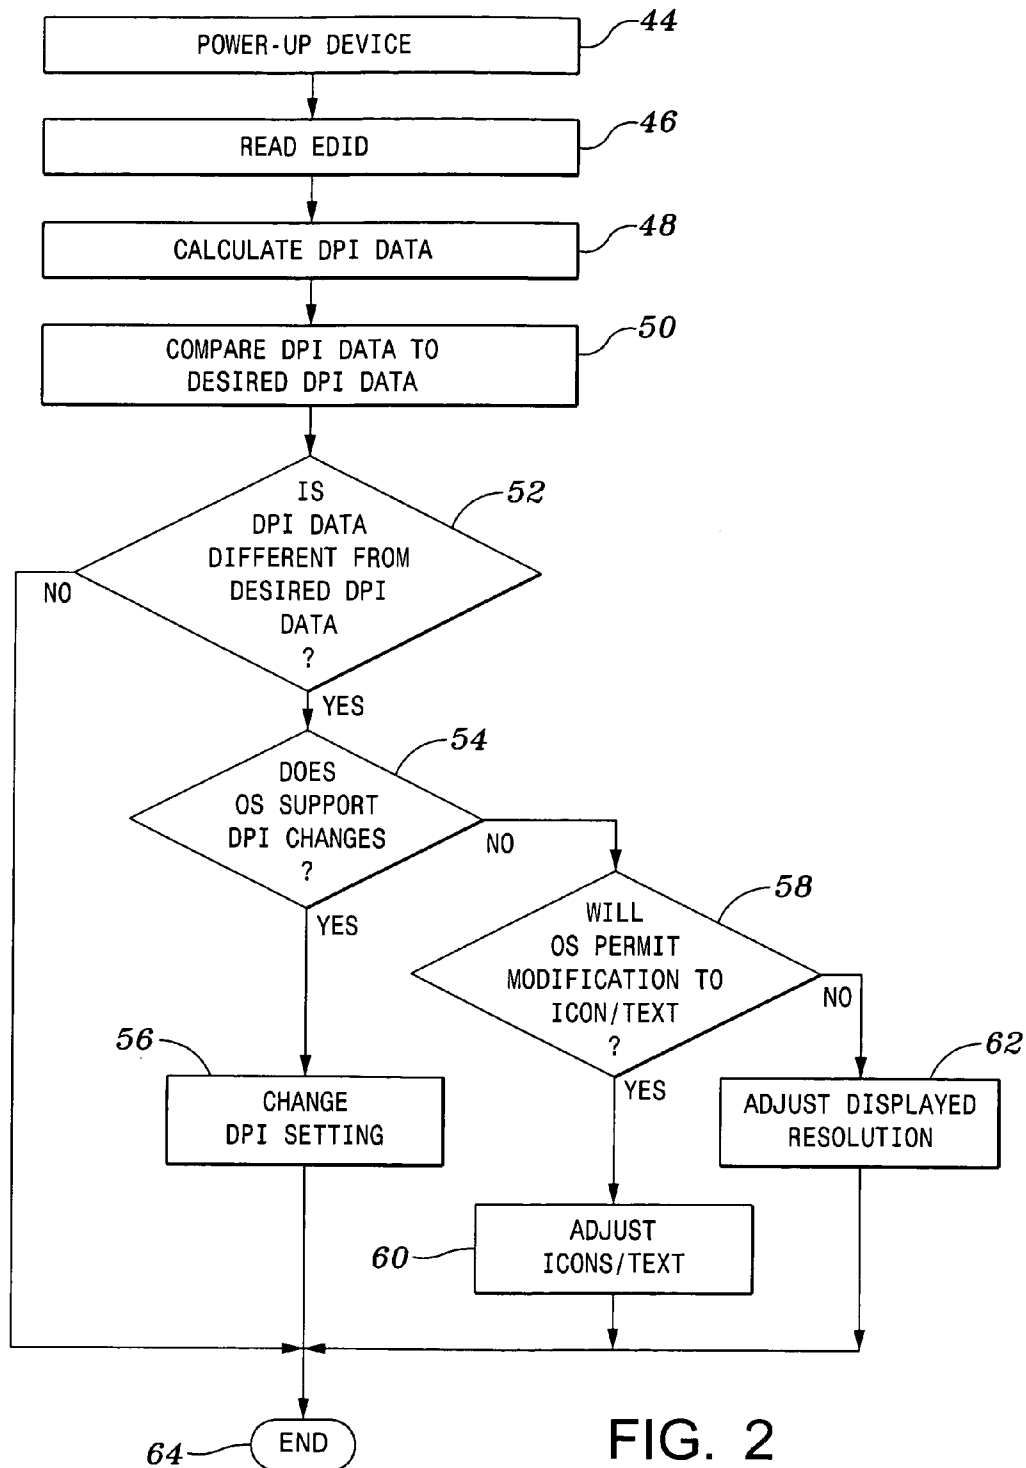 POWER-UP DEVICE
44
READ EDID
46
CALCULATE DPI DATA
48
COMPARE DPI DATA TO
DESIRED DPI DATA
50
IS
DPI DATA
DIFFERENT FROM
DESIRED DPI
DATA
?
52
NO
YES
DOES
OS SUPPORT
DPI CHANGES
?
54
NO
YES
WILL
OS PERMIT
MODIFICATION TO
ICON/TEXT
?
58
NO
YES
56
CHANGE
DPI SETTING
62
ADJUST DISPLAYED
RESOLUTION
60
ADJUST
ICONS/TEXT
64
END
FIG. 2